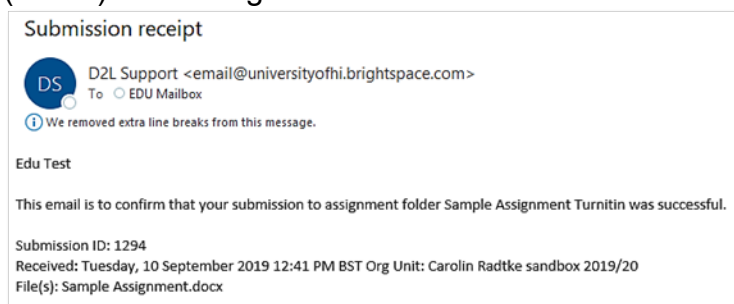 Submission receipt
DS
D2L Support <email@universityofhi.brightspace.com>
To EDU Mailbox
We removed extra line breaks from this message.
Edu Test
This email is to confirm that your submission to assignment folder Sample Assignment Turnitin was successful.
Submission ID: 1294
Received: Tuesday, 10 September 2019 12:41 PM BST Org Unit: Carolin Radtke sandbox 2019/20
File(s): Sample Assignment.docx